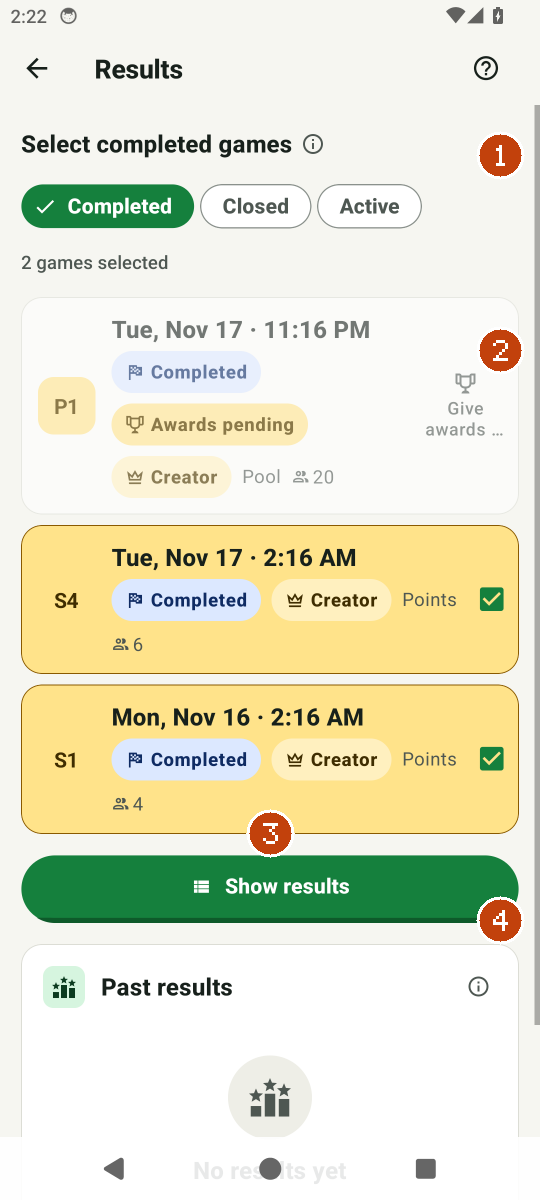 2:22
Results
Select completed games
1
Completed
Closed
Active
2 games selected
Tue, Nov 17 · 11:16 PM
2
Completed
P1
Awards pending
Give
awards …
Creator
Pool
20
Tue, Nov 17 · 2:16 AM
S4
Completed
Creator
Points
6
Mon, Nov 16 · 2:16 AM
S1
Completed
Creator
Points
4
3
Show results
4
Past results
No results yet